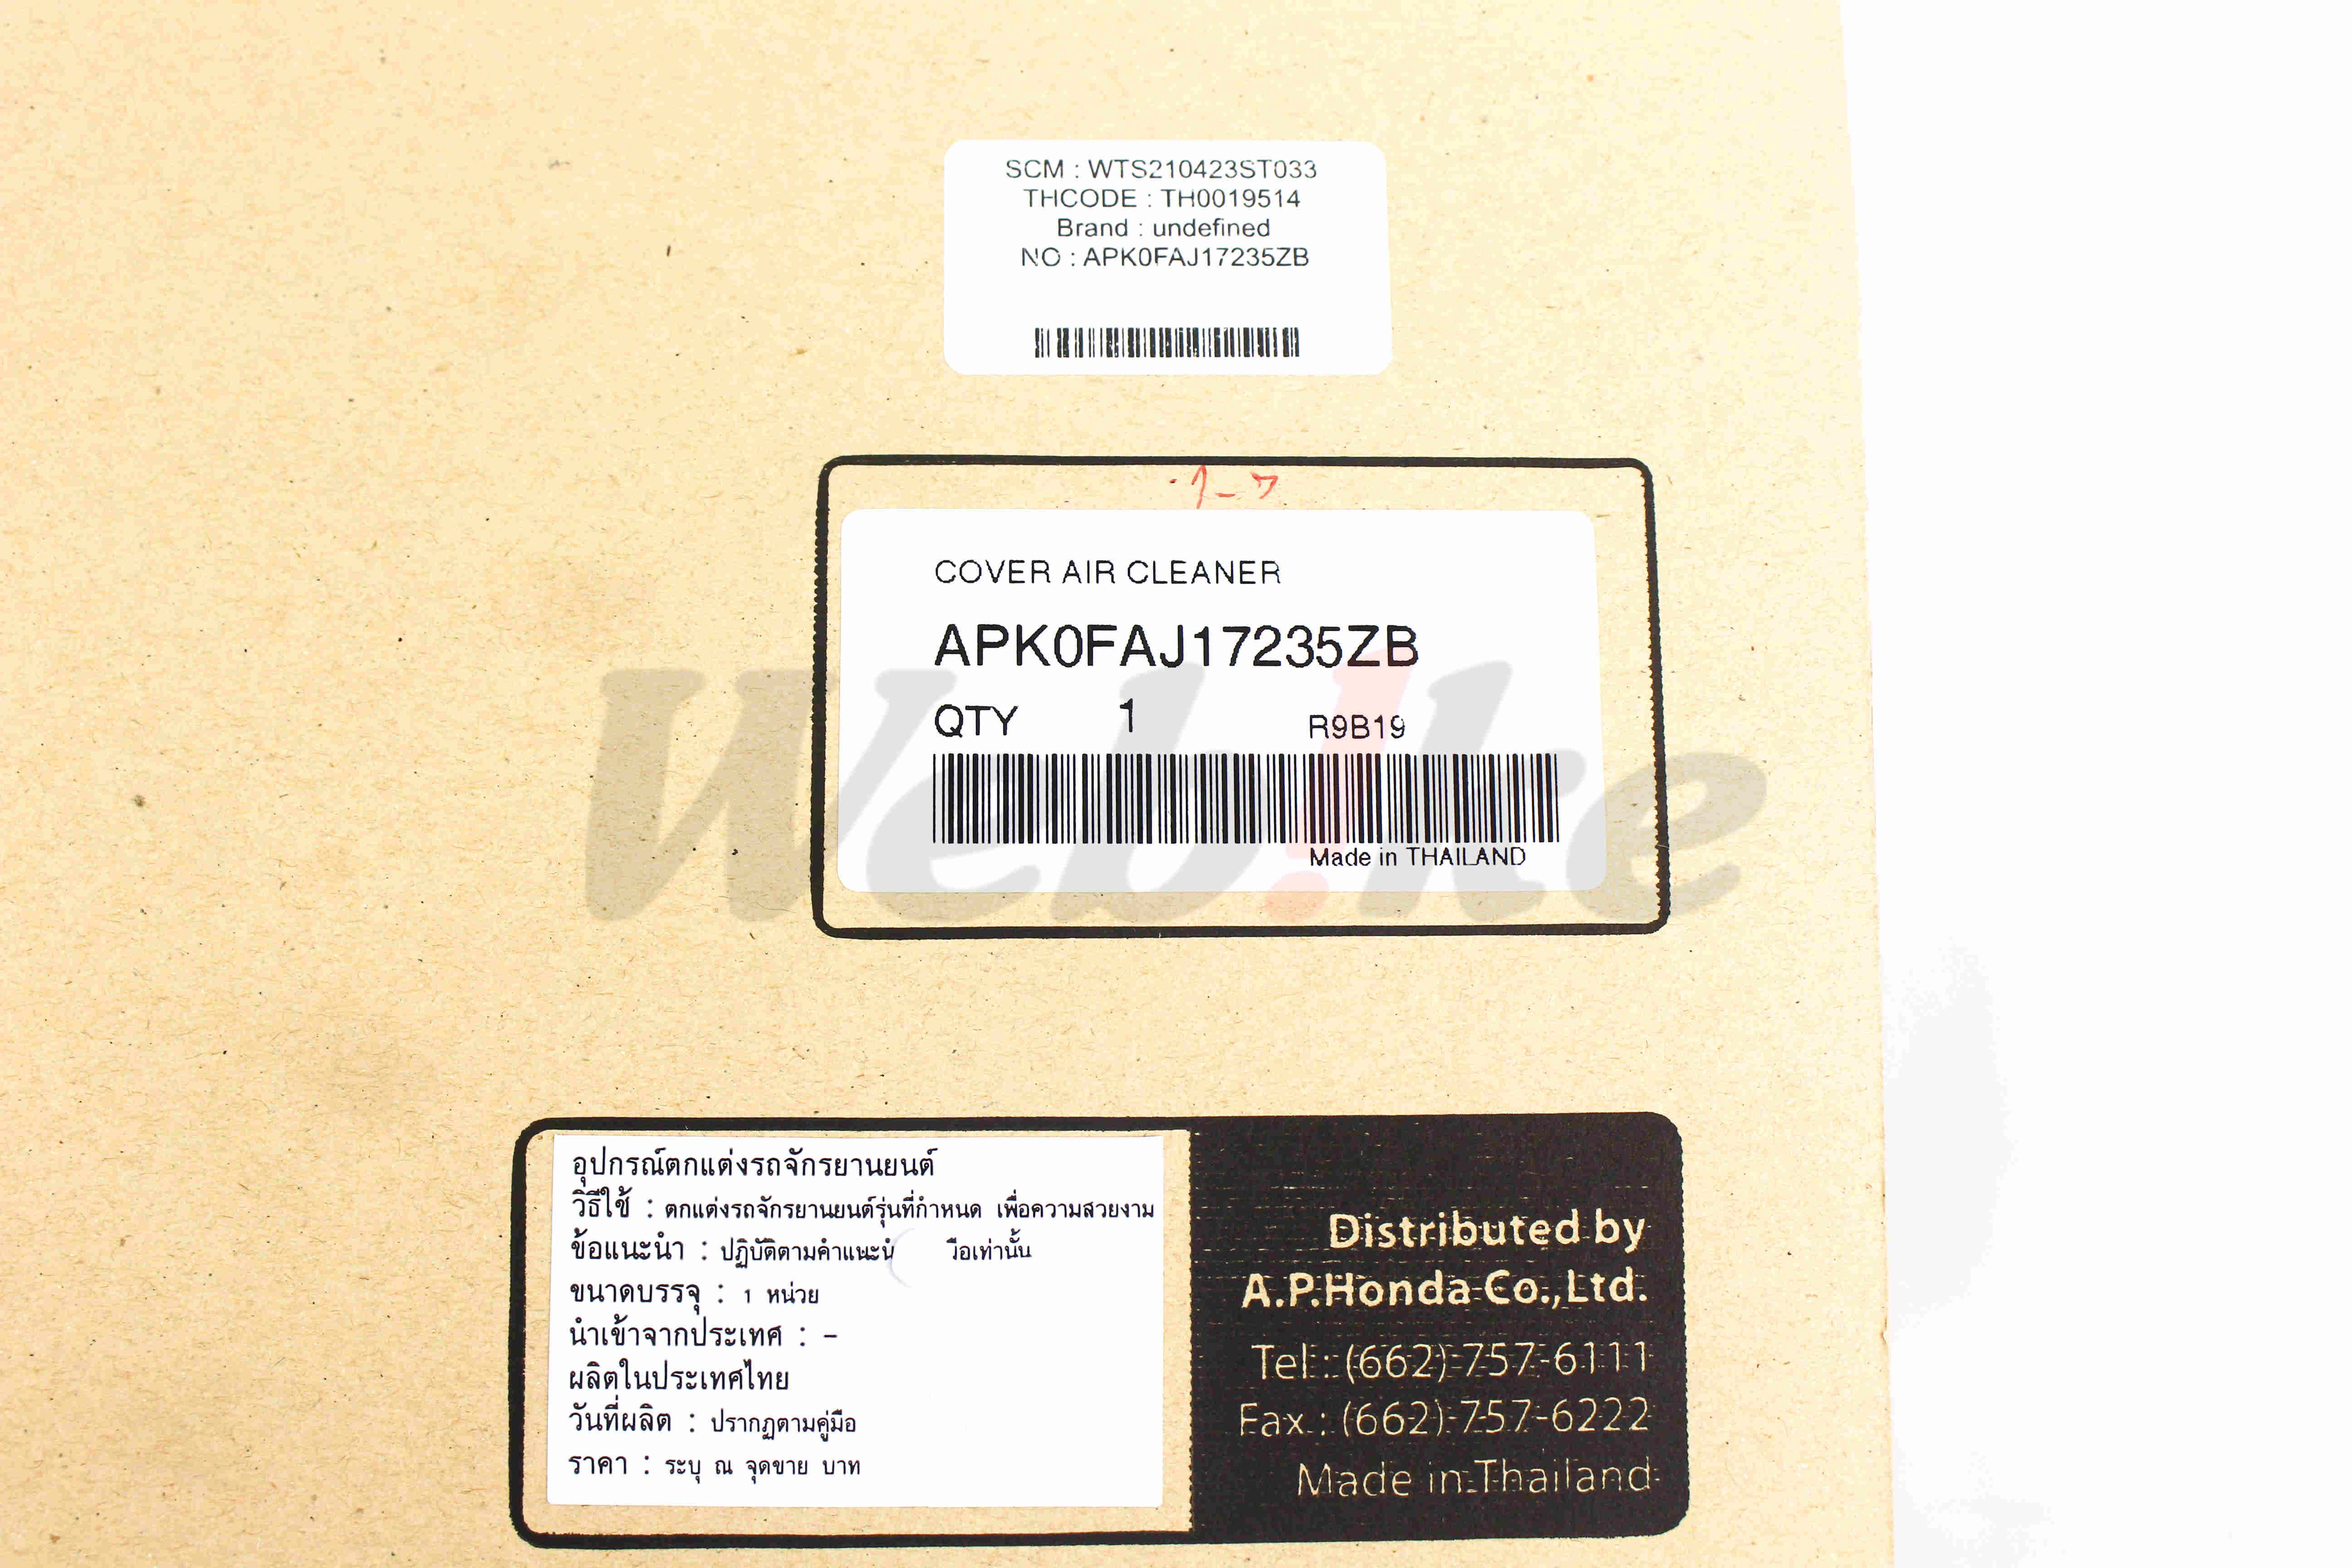 SCM : WTS210423ST033
THCODE : TH0019514
Brand : undefined
NO : APK0FAJ17235ZB
COVER AIR CLEANER
APK0FAJ17235ZB
QTY 1 R9B19
Made in THAILAND
Web!ke
อุปกรณ์ตกแต่งรถจักรยานยนต์
วิธีใช้ : ตกแต่งรถจักรยานยนต์รุ่นที่กำหนด เพื่อความสวยงาม
ข้อแนะนำ : ปฏิบัติตามคำแนะนำ
ขนาดบรรจุ : 1 หน่วย
นำเข้าจากประเทศ : -
ผลิตในประเทศไทย
วันที่ผลิต : ปรากฏตามคู่มือ
ราคา : ระบุ ณ จุดขาย บาท
Distributed by
A.P.Honda Co.,Ltd.
Tel : (662) 757-6111
Fax : (662) 757-6222
Made in Thailand